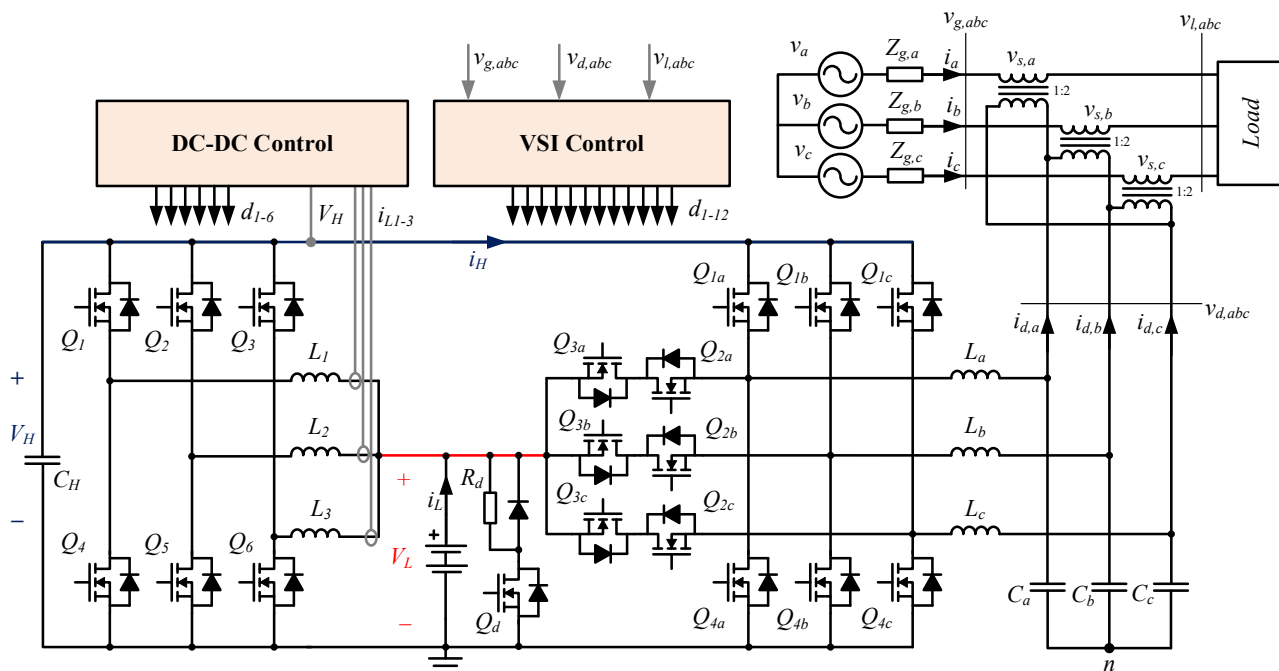 v_{g,abc}
v_{l,abc}
v_a
Z_{g,a}
i_a
v_{s,a}
1:2
v_b
Z_{g,b}
i_b
v_{s,b}
1:2
v_c
Z_{g,c}
i_c
v_{s,c}
1:2
Load
v_{g,abc}
v_{d,abc}
v_{l,abc}
DC-DC Control
VSI Control
d_{1-6}
V_H
i_{L1-3}
d_{1-12}
i_H
Q_1
Q_2
Q_3
Q_{1a}
Q_{1b}
Q_{1c}
i_{d,a}
i_{d,b}
i_{d,c}
v_{d,abc}
L_1
L_2
L_3
Q_{3a}
Q_{2a}
L_a
Q_{3b}
Q_{2b}
L_b
Q_{3c}
Q_{2c}
L_c
+
V_H
C_H
−
+
i_L
+
V_L
−
R_d
Q_d
Q_4
Q_5
Q_6
Q_{4a}
Q_{4b}
Q_{4c}
C_a
C_b
C_c
n